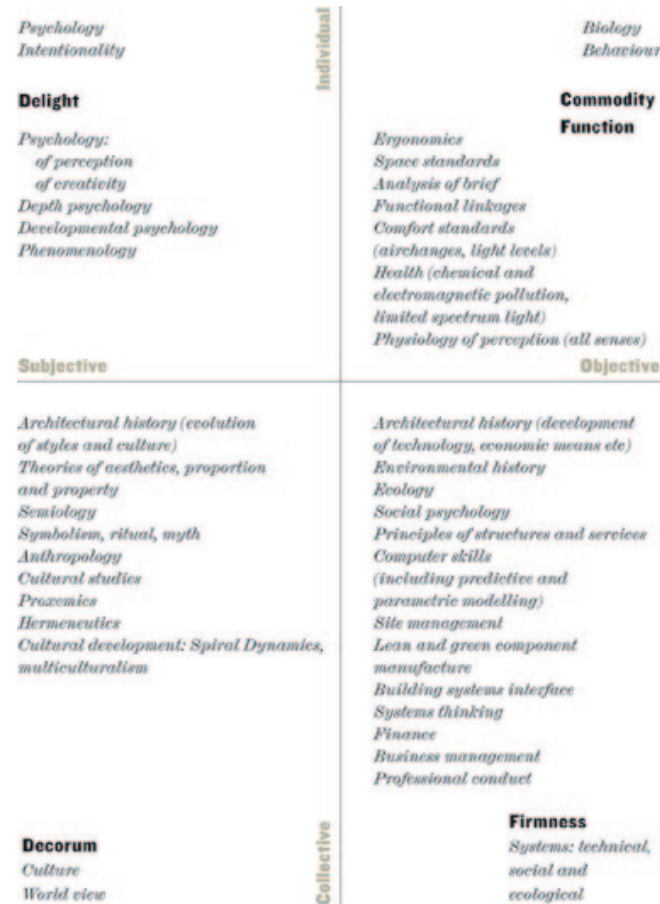 Psychology
Intentionality
Individual
Biology
Behaviour
Delight
Commodity
Function
Psychology:
of perception
of creativity
Depth psychology
Developmental psychology
Phenomenology
Ergonomics
Space standards
Analysis of brief
Functional linkages
Comfort standards
(airchanges, light levels)
Health (chemical and
electromagnetic pollution,
limited spectrum light)
Physiology of perception (all senses)
Subjective
Objective
Architectural history (evolution
of styles and culture)
Theories of aesthetics, proportion
and property
Semiology
Symbolism, ritual, myth
Anthropology
Cultural studies
Proxemics
Hermeneutics
Cultural development: Spiral Dynamics,
multiculturalism
Architectural history (development
of technology, economic means etc)
Environmental history
Ecology
Social psychology
Principles of structures and services
Computer skills
(including predictive and
parametric modelling)
Site management
Lean and green component
manufacture
Building systems interface
Systems thinking
Finance
Business management
Professional conduct
Decorum
Culture
World view
Collective
Firmness
Systems: technical,
social and
ecological